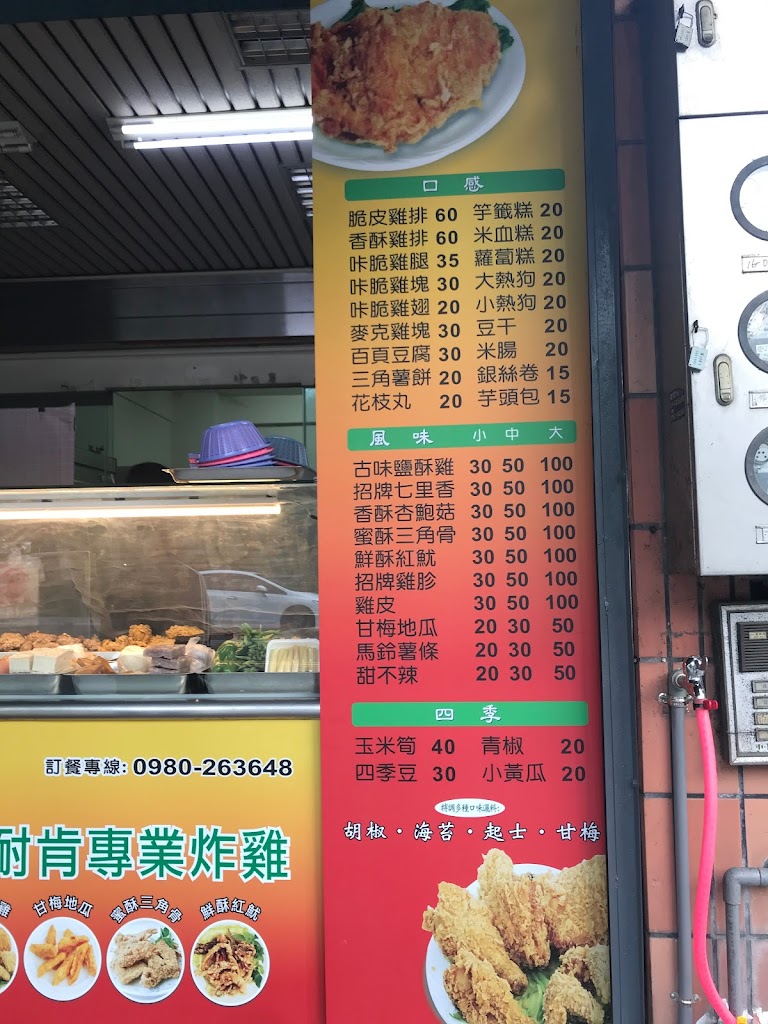 口感
脆皮雞排 60 芋籤糕 20
香酥雞排 60 米血糕 20
咔脆雞腿 35 蘿蔔糕 20
咔脆雞塊 30 大熱狗 20
咔脆雞翅 20 小熱狗 20
麥克雞塊 30 豆干 20
百頁豆腐 30 米腸 20
三角薯餅 20 銀絲卷 15
花枝丸 20 芋頭包 15
風味 小 中 大
古味鹽酥雞 30 50 100
招牌七里香 30 50 100
香酥杏鮑菇 30 50 100
蜜酥三角骨 30 50 100
鮮酥紅魷 30 50 100
招牌雞胗 30 50 100
雞皮 30 50 100
甘梅地瓜 20 30 50
馬鈴薯條 20 30 50
甜不辣 20 30 50
四季
玉米筍 40 青椒 20
四季豆 30 小黃瓜 20
特調多種口味沾料:
胡椒・海苔・起士・甘梅
訂餐專線: 0980-263648
耐肯專業炸雞
雞 甘梅地瓜 蜜酥三角骨 鮮酥紅魷